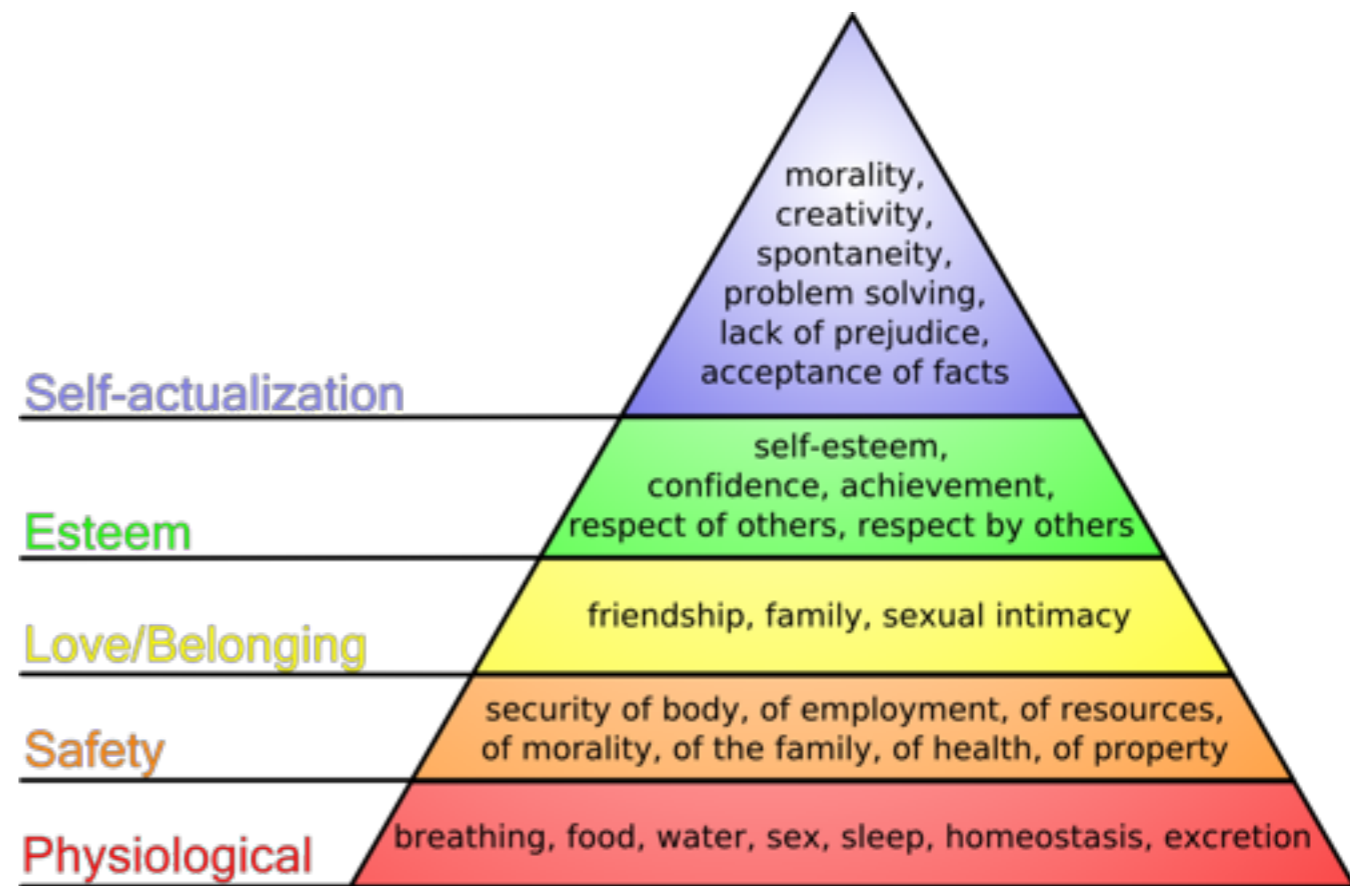 morality,
creativity,
spontaneity,
problem solving,
lack of prejudice,
acceptance of facts
Self-actualization
self-esteem,
confidence, achievement,
respect of others, respect by others
Esteem
friendship, family, sexual intimacy
Love/Belonging
security of body, of employment, of resources,
of morality, of the family, of health, of property
Safety
breathing, food, water, sex, sleep, homeostasis, excretion
Physiological